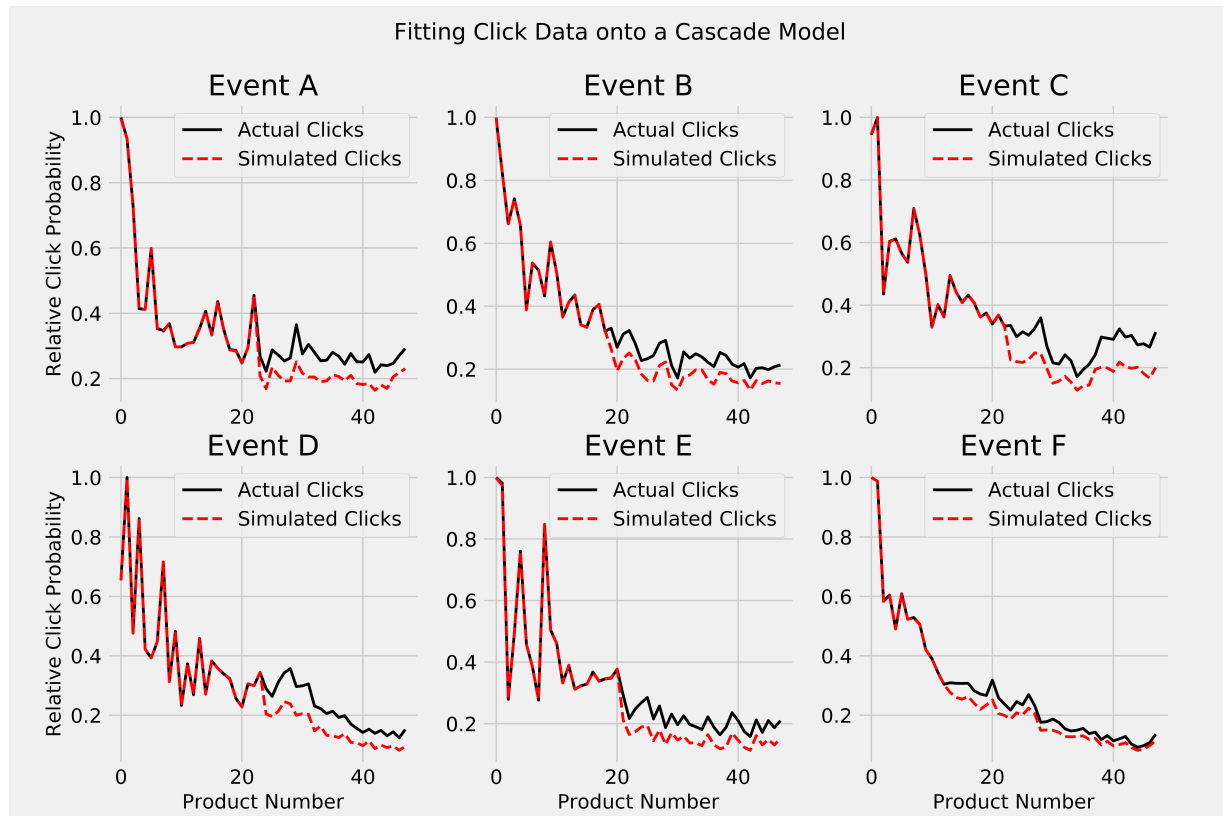 Fitting Click Data onto a Cascade Model
Event A
Event B
Event C
Relative Click Probability
1.0
0.8
0.6
0.4
0.2
0
20
40
Actual Clicks
Simulated Clicks
1.0
0.8
0.6
0.4
0.2
0
20
40
Actual Clicks
Simulated Clicks
1.0
0.8
0.6
0.4
0.2
0
20
40
Actual Clicks
Simulated Clicks
Event D
Event E
Event F
Relative Click Probability
1.0
0.8
0.6
0.4
0.2
0
20
40
Actual Clicks
Simulated Clicks
Product Number
1.0
0.8
0.6
0.4
0.2
0
20
40
Actual Clicks
Simulated Clicks
Product Number
1.0
0.8
0.6
0.4
0.2
0
20
40
Actual Clicks
Simulated Clicks
Product Number